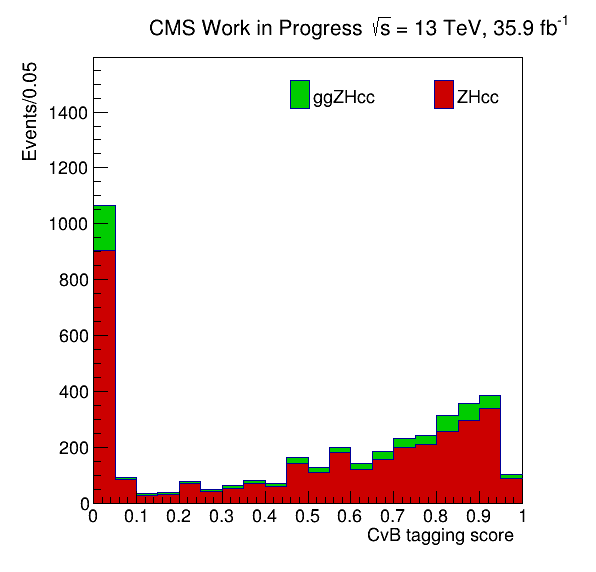 CMS Work in Progress √s = 13 TeV, 35.9 fb⁻¹
Events/0.05
ggZHcc ZHcc
1400
1200
1000
800
600
400
200
0
0 0.1 0.2 0.3 0.4 0.5 0.6 0.7 0.8 0.9 1
CvB tagging score